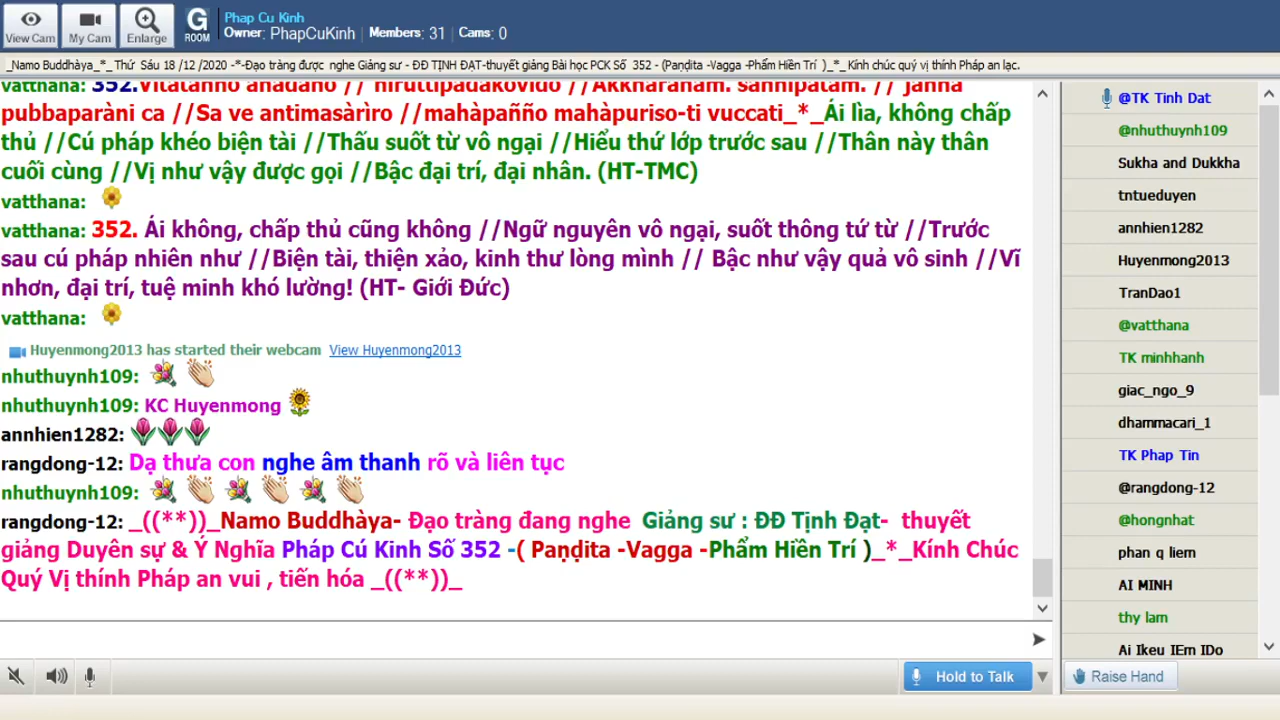 View Cam
My Cam
Enlarge
G
ROOM
Phap Cu Kinh
Owner: PhapCuKinh | Members: 31 | Cams: 0
_Namo Buddhàya_*_ Thứ Sáu 18 /12 /2020 -*-Đạo tràng được nghe Giảng sư - ĐĐ TỊNH ĐẠT-thuyết giảng Bài học PCK Số 352 - (Paṇḍita -Vagga -Phẩm Hiền Trí )_*_Kính chúc quý vị thính Pháp an lạc.
vatthana: 352.Vìtatanho anàdàno // niruttipadakovido //Akkharànam. sannipàtam. // jannà
pubbaparàni ca //Sa ve antimasàrìro //mahàpañño mahàpuriso-ti vuccati_*_Ái lìa, không chấp
thủ //Cú pháp khéo biện tài //Thấu suốt từ vô ngại //Hiểu thứ lớp trước sau //Thân này thân
cuối cùng //Vị như vậy được gọi //Bậc đại trí, đại nhân. (HT-TMC)
vatthana:
vatthana: 352. Ái không, chấp thủ cũng không //Ngữ nguyên vô ngại, suốt thông tứ từ //Trước
sau cú pháp nhiên như //Biện tài, thiện xảo, kinh thư lòng mình // Bậc như vậy quả vô sinh //Vĩ
nhơn, đại trí, tuệ minh khó lường! (HT- Giới Đức)
vatthana:
Huyenmong2013 has started their webcam View Huyenmong2013
nhuthuynh109:
nhuthuynh109: KC Huyenmong
annhien1282:
rangdong-12: Dạ thưa con nghe âm thanh rõ và liên tục
nhuthuynh109:
rangdong-12: _((**))_Namo Buddhàya- Đạo tràng đang nghe Giảng sư : ĐĐ Tịnh Đạt- thuyết
giảng Duyên sự & Ý Nghĩa Pháp Cú Kinh Số 352 -( Paṇḍita -Vagga -Phẩm Hiền Trí )_*_Kính Chúc
Quý Vị thính Pháp an vui , tiến hóa _((**))_
Hold to Talk
@TK Tinh Dat
@nhuthuynh109
Sukha and Dukkha
tntueduyen
annhien1282
Huyenmong2013
TranDao1
@vatthana
TK minhhanh
giac_ngo_9
dhammacari_1
TK Phap Tin
@rangdong-12
@hongnhat
phan q liem
AI MINH
thy lam
Ai Ikeu IEm IDo
Raise Hand